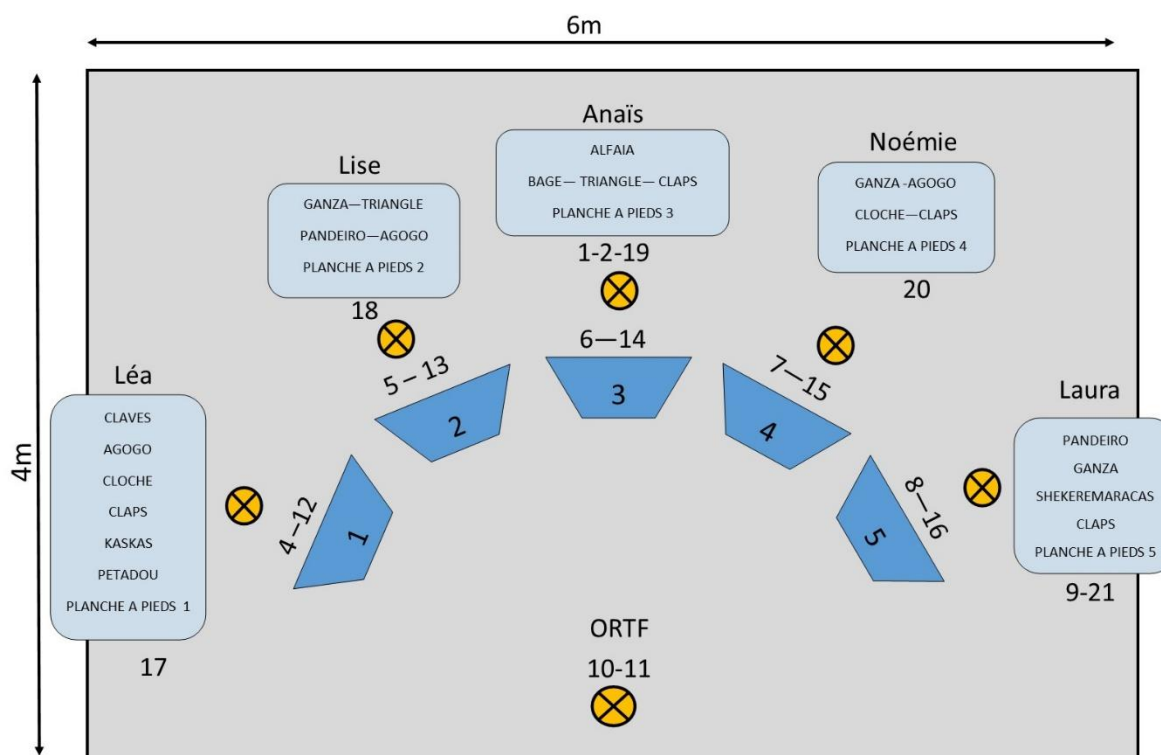 6m
4m
Anaïs
ALFAIA
BAGE— TRIANGLE— CLAPS
PLANCHE A PIEDS 3
1-2-19
Lise
GANZA—TRIANGLE
PANDEIRO—AGOGO
PLANCHE A PIEDS 2
18
Noémie
GANZA -AGOGO
CLOCHE—CLAPS
PLANCHE A PIEDS 4
20
5 – 13
6—14
7—15
2
3
4
Léa
CLAVES
AGOGO
CLOCHE
CLAPS
KASKAS
PETADOU
PLANCHE A PIEDS 1
17
4—12
1
Laura
PANDEIRO
GANZA
SHEKEREMARACAS
CLAPS
PLANCHE A PIEDS 5
9-21
8—16
5
ORTF
10-11